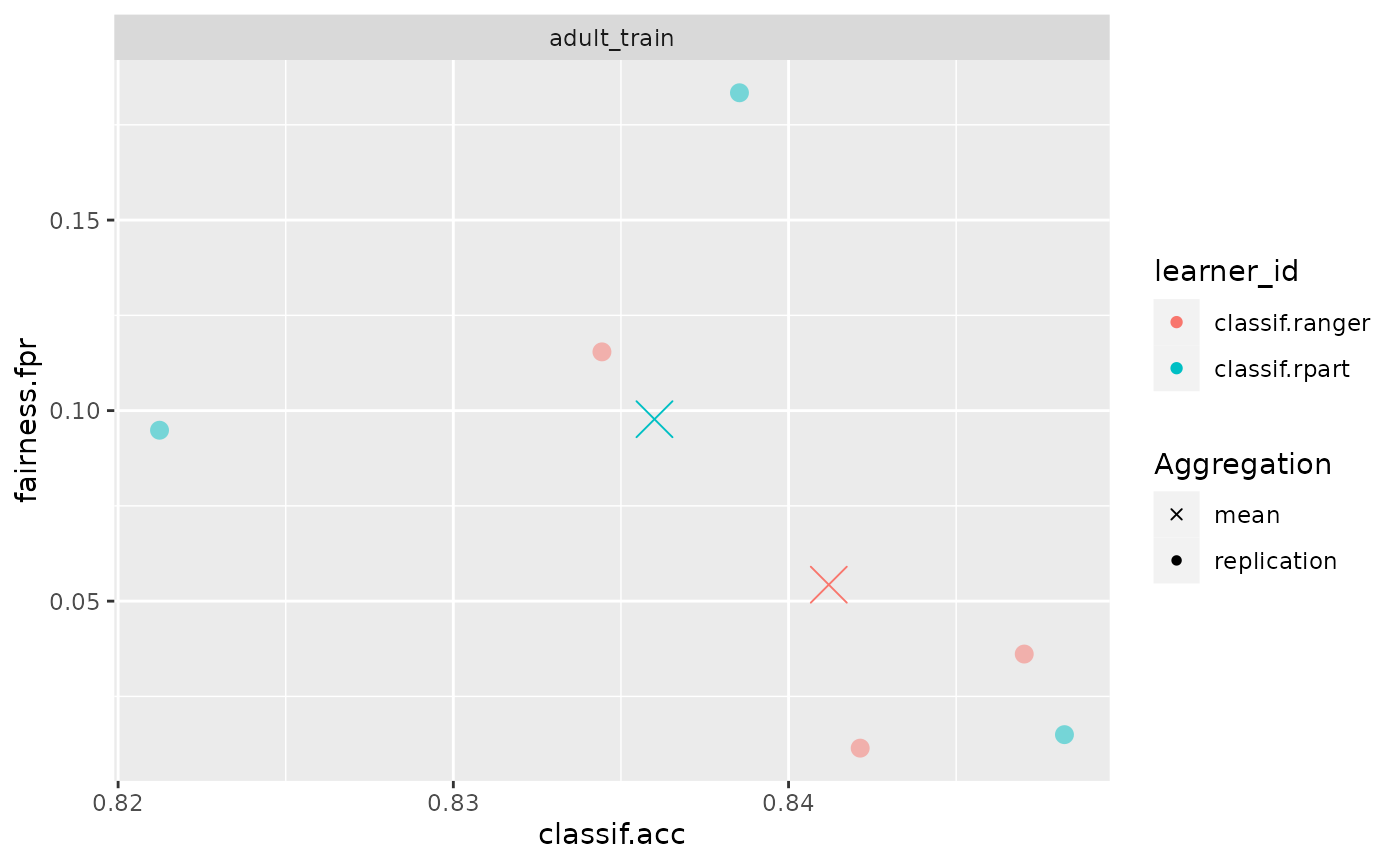 adult_train
0.15
0.10
0.05
fairness.fpr
0.82
0.83
0.84
classif.acc
learner_id
classif.ranger
classif.rpart
Aggregation
mean
replication